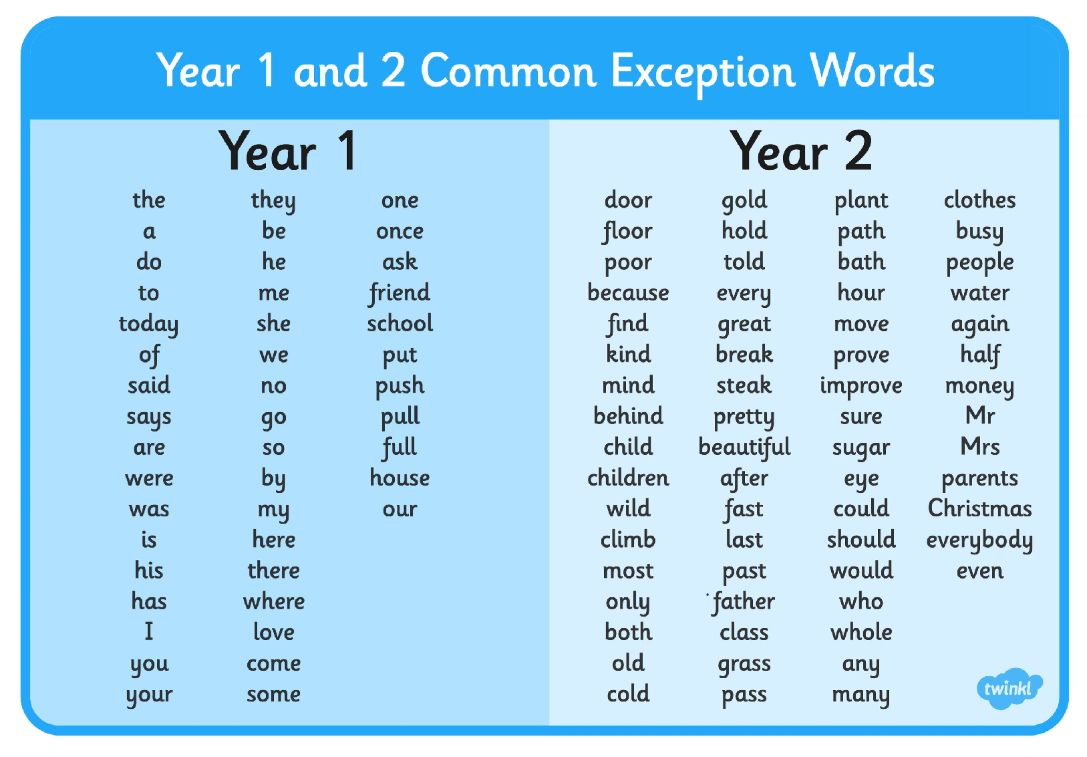 Year 1 and 2 Common Exception Words
Year 1
the they one
a be once
do he ask
to me friend
today she school
of we put
said no push
says go pull
are so full
were by house
was my our
is here
his there
has where
I love
you come
your some
Year 2
door gold plant clothes
floor hold path busy
poor told bath people
because every hour water
find great move again
kind break prove half
mind steak improve money
behind pretty sure Mr
child beautiful sugar Mrs
children after eye parents
wild fast could Christmas
climb last should everybody
most past would even
only father who
both class whole
old grass any
cold pass many
twinkl